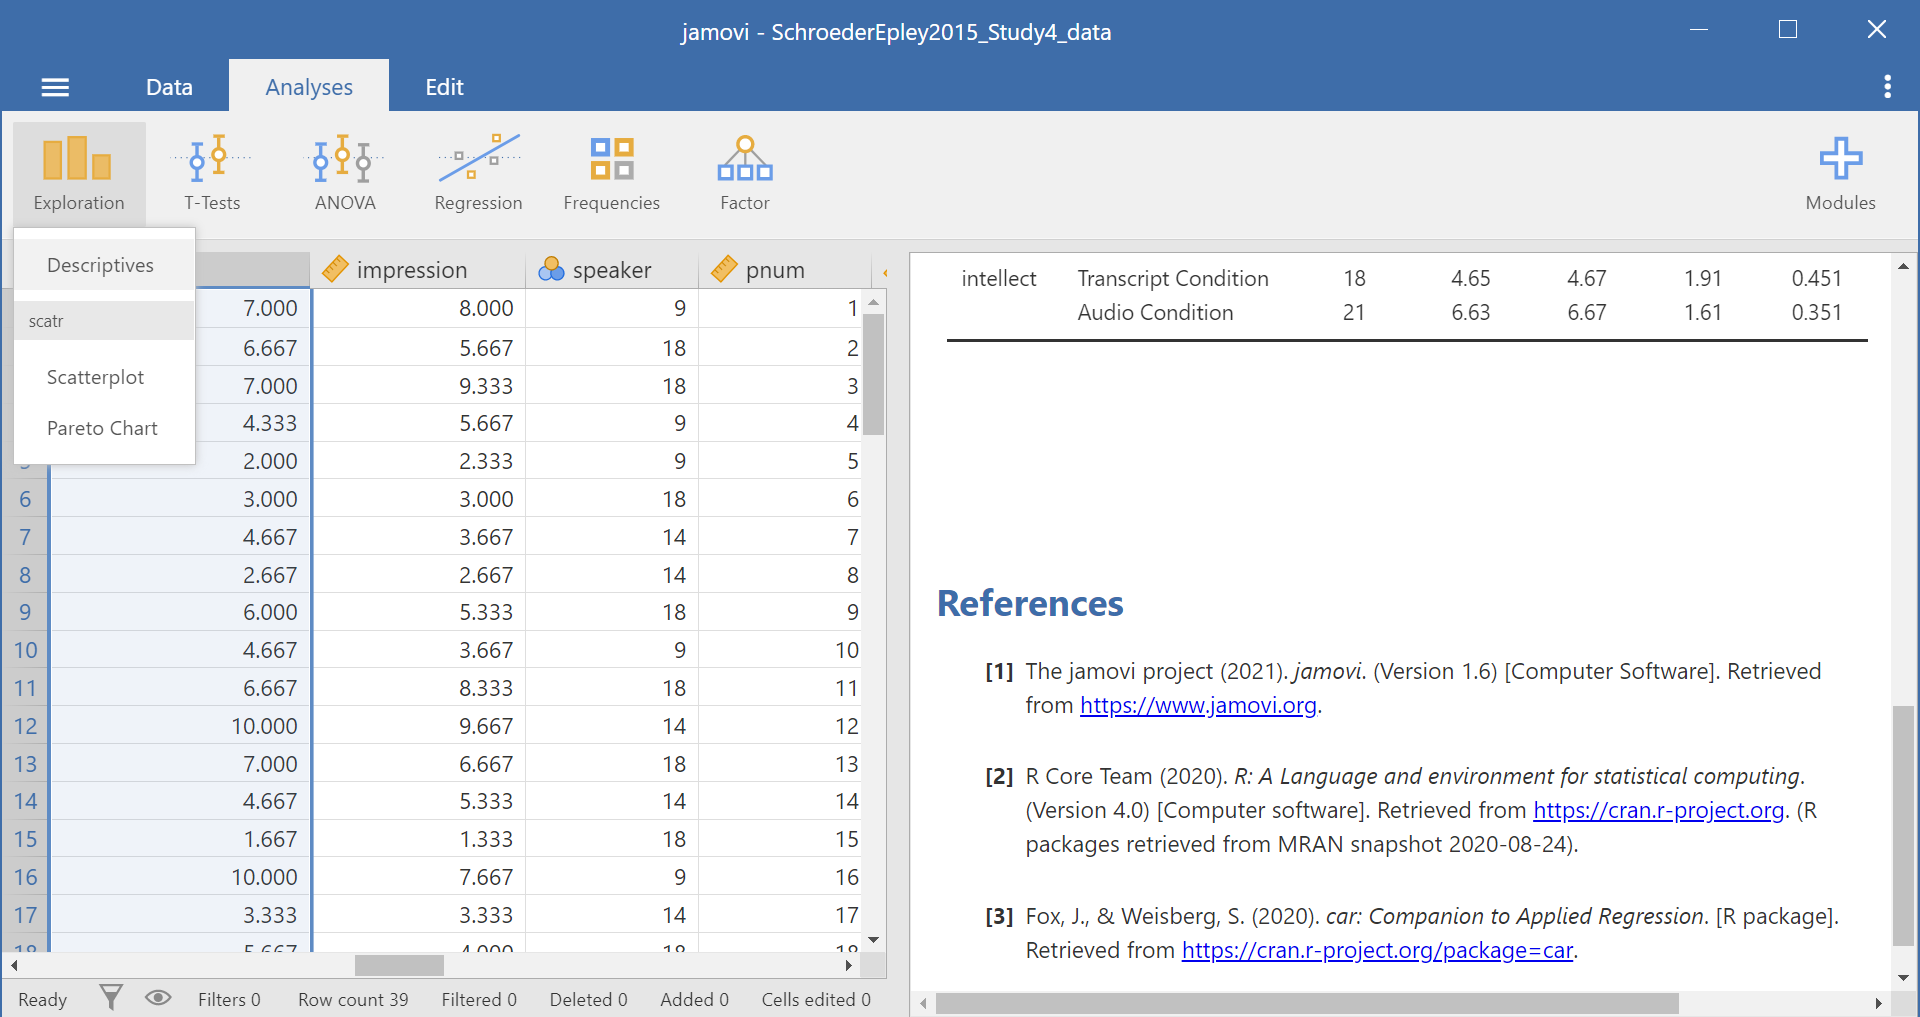 jamovi - SchroederEpley2015_Study4_data
Data Analyses Edit
Exploration T-Tests ANOVA Regression Frequencies Factor Modules
Descriptives
scatr
Scatterplot
Pareto Chart
impression speaker pnum
7.000 8.000 9 1
6.667 5.667 18 2
7.000 9.333 18 3
4.333 5.667 9 4
2.000 2.333 9 5
6 3.000 3.000 18 6
7 4.667 3.667 14 7
8 2.667 2.667 14 8
9 6.000 5.333 18 9
10 4.667 3.667 9 10
11 6.667 8.333 18 11
12 10.000 9.667 14 12
13 7.000 6.667 18 13
14 4.667 5.333 14 14
15 1.667 1.333 18 15
16 10.000 7.667 9 16
17 3.333 3.333 14 17
18 5.667 4.000 18 18
intellect Transcript Condition 18 4.65 4.67 1.91 0.451
Audio Condition 21 6.63 6.67 1.61 0.351
References
[1] The jamovi project (2021). jamovi. (Version 1.6) [Computer Software]. Retrieved
from https://www.jamovi.org.
[2] R Core Team (2020). R: A Language and environment for statistical computing.
(Version 4.0) [Computer software]. Retrieved from https://cran.r-project.org. (R
packages retrieved from MRAN snapshot 2020-08-24).
[3] Fox, J., & Weisberg, S. (2020). car: Companion to Applied Regression. [R package].
Retrieved from https://cran.r-project.org/package=car.
Ready Filters 0 Row count 39 Filtered 0 Deleted 0 Added 0 Cells edited 0